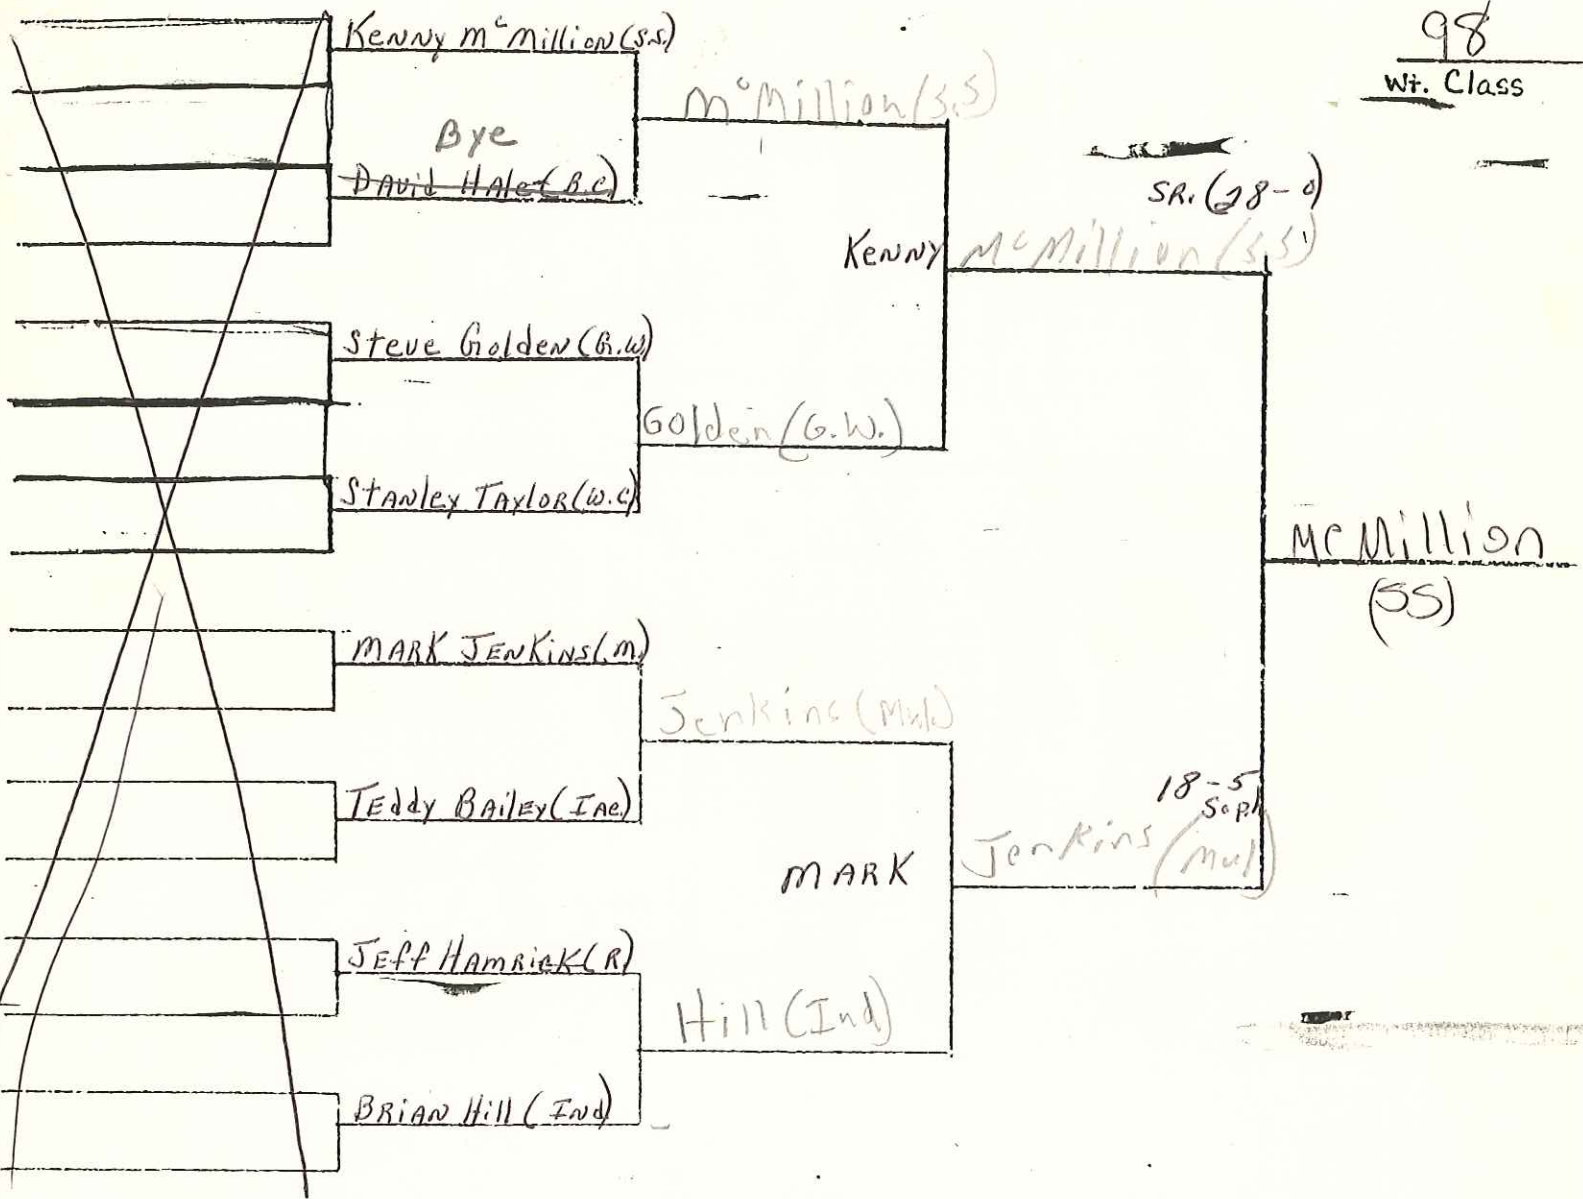 98
Wt. Class
Kenny McMillion (S.S.)
Bye
David Hale (B.C.)
Steve Golden (G.W.)
Stanley Taylor (W.C)
Mark Jenkins (M.)
Teddy Bailey (Iae.)
Jeff Hamrick (R)
Brian Hill (Ind)
McMillion (S.S)
Golden (G.W.)
Jenkins (Mul)
Hill (Ind)
SR. (28-0)
Kenny McMillion (S.S)
18-5
Soph
Mark Jenkins (Mul)
McMillion
(SS)